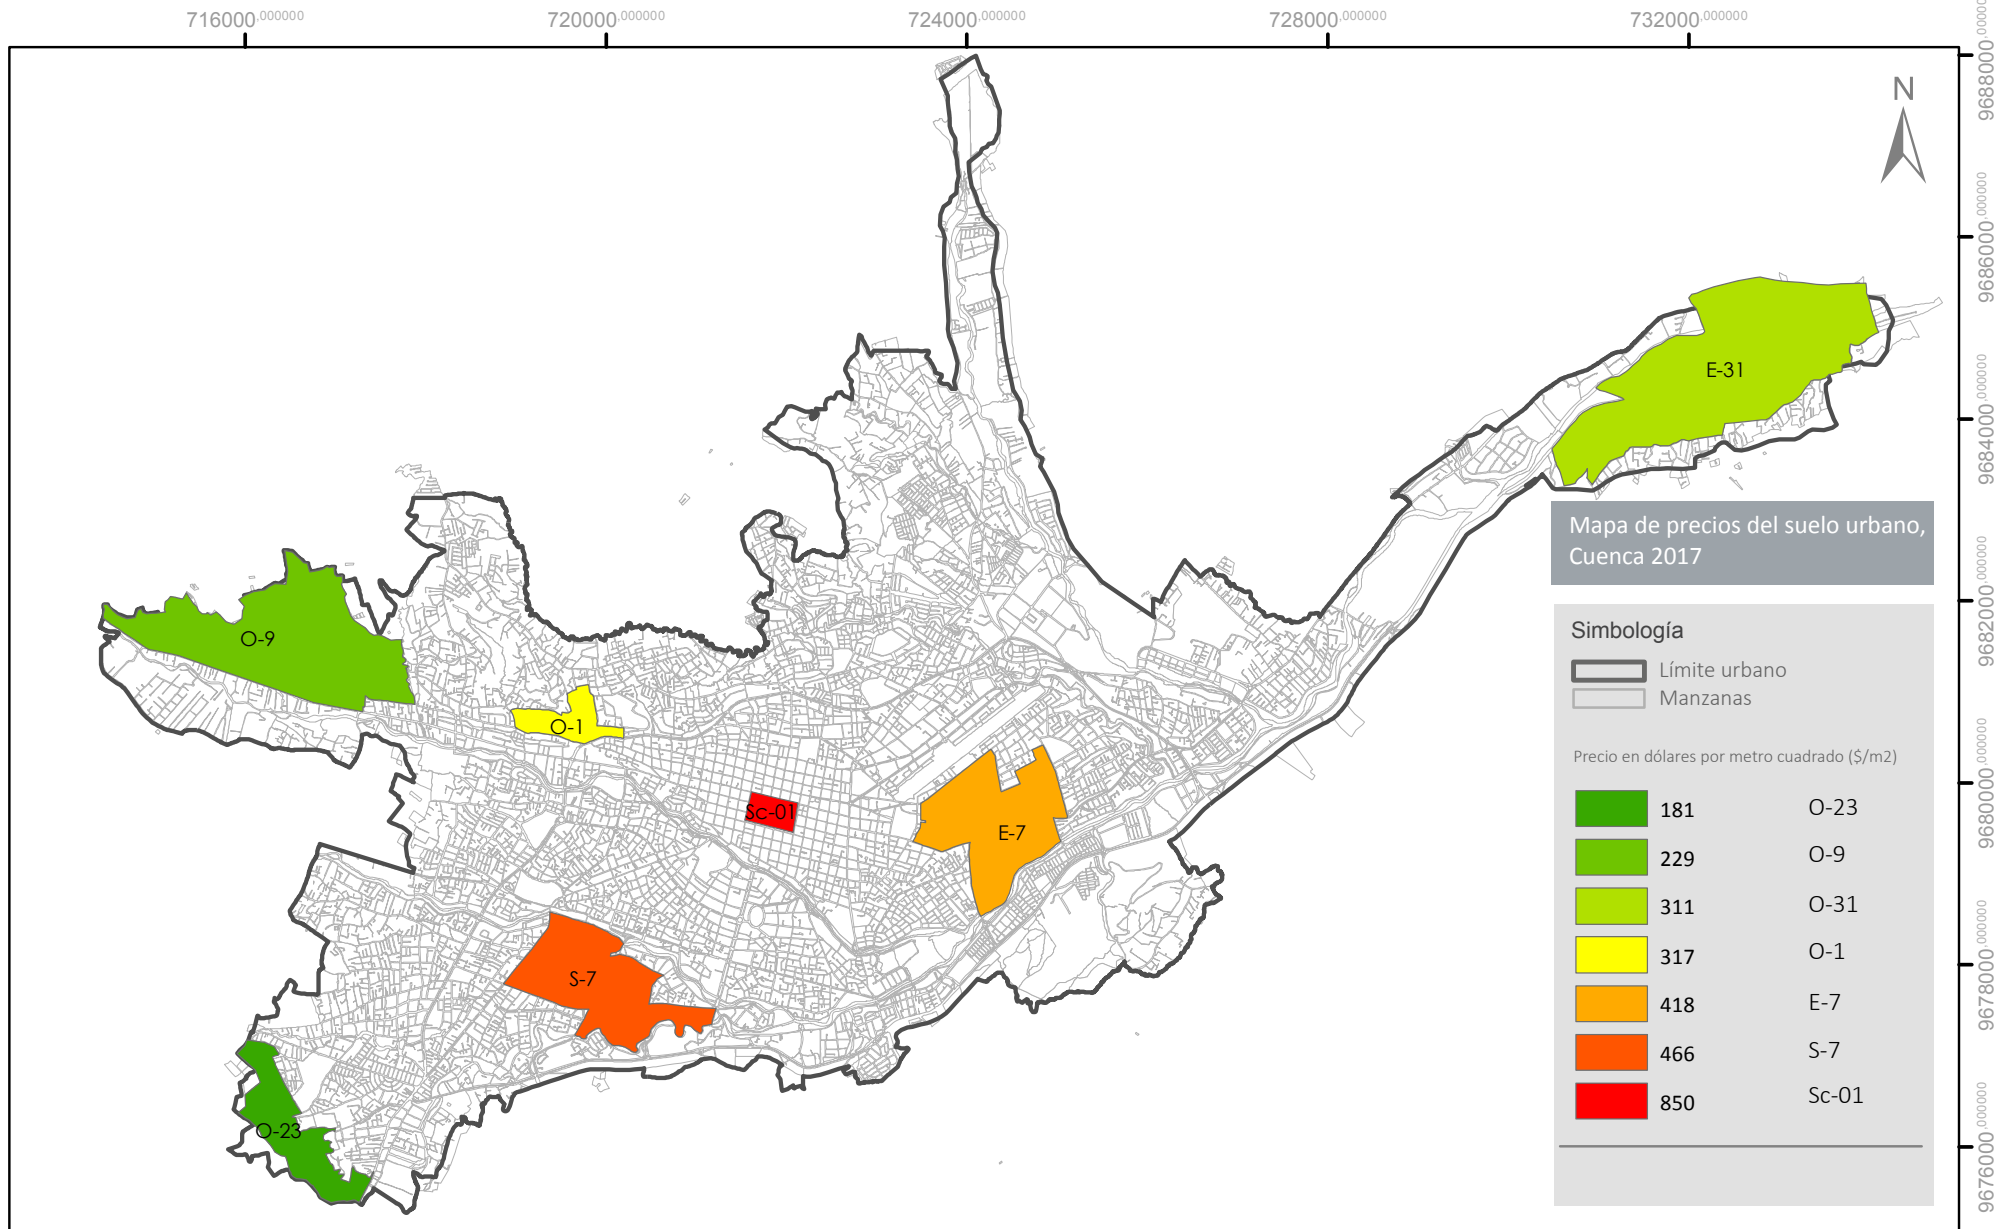 716000.000000 720000.000000 724000.000000 728000.000000 732000.000000
9688000.000000
N
9686000.000000
E-31
9684000.000000
Mapa de precios del suelo urbano,
Cuenca 2017
9682000.000000
O-9
Simbología
Límite urbano
Manzanas
O-1
Precio en dólares por metro cuadrado ($/m2)
9680000.000000
Sc-01
E-7
181 O-23
229 O-9
311 O-31
317 O-1
9678000.000000
S-7
418 E-7
466 S-7
850 Sc-01
O-23
9676000.000000